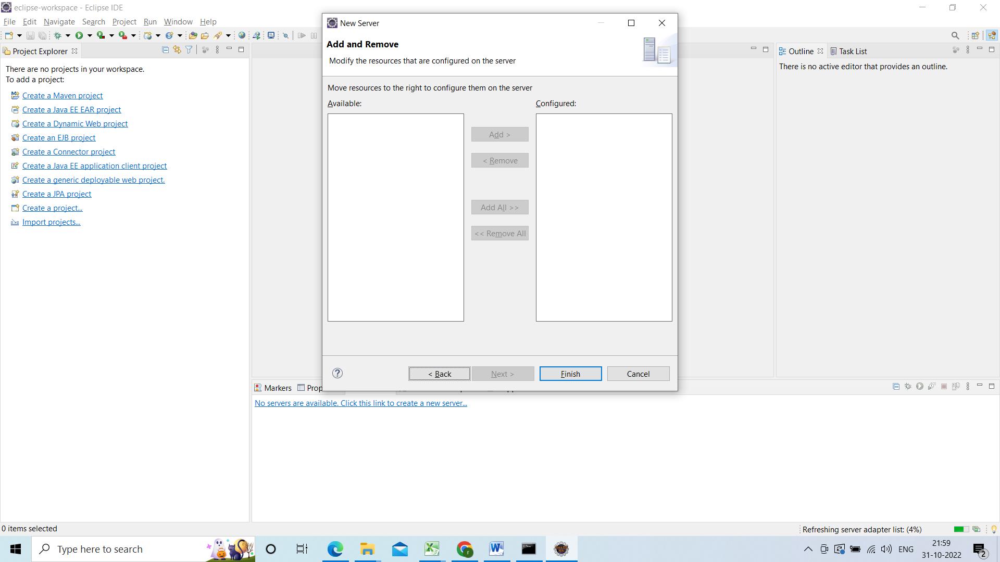 eclipse-workspace - Eclipse IDE
File Edit Navigate Search Project Run Window Help
Project Explorer
There are no projects in your workspace.
To add a project:
Create a Maven project
Create a Java EE EAR project
Create a Dynamic Web project
Create an EJB project
Create a Connector project
Create a Java EE application client project
Create a generic deployable web project.
Create a JPA project
Create a project...
Import projects...
New Server
Add and Remove
Modify the resources that are configured on the server
Move resources to the right to configure them on the server
Available:
Configured:
Add >
< Remove
Add All >>
<< Remove All
< Back
Next >
Finish
Cancel
Outline
Task List
There is no active editor that provides an outline.
Markers
Prop
No servers are available. Click this link to create a new server...
0 items selected
Refreshing server adapter list: (4%)
Type here to search
ENG
21:59
31-10-2022
2